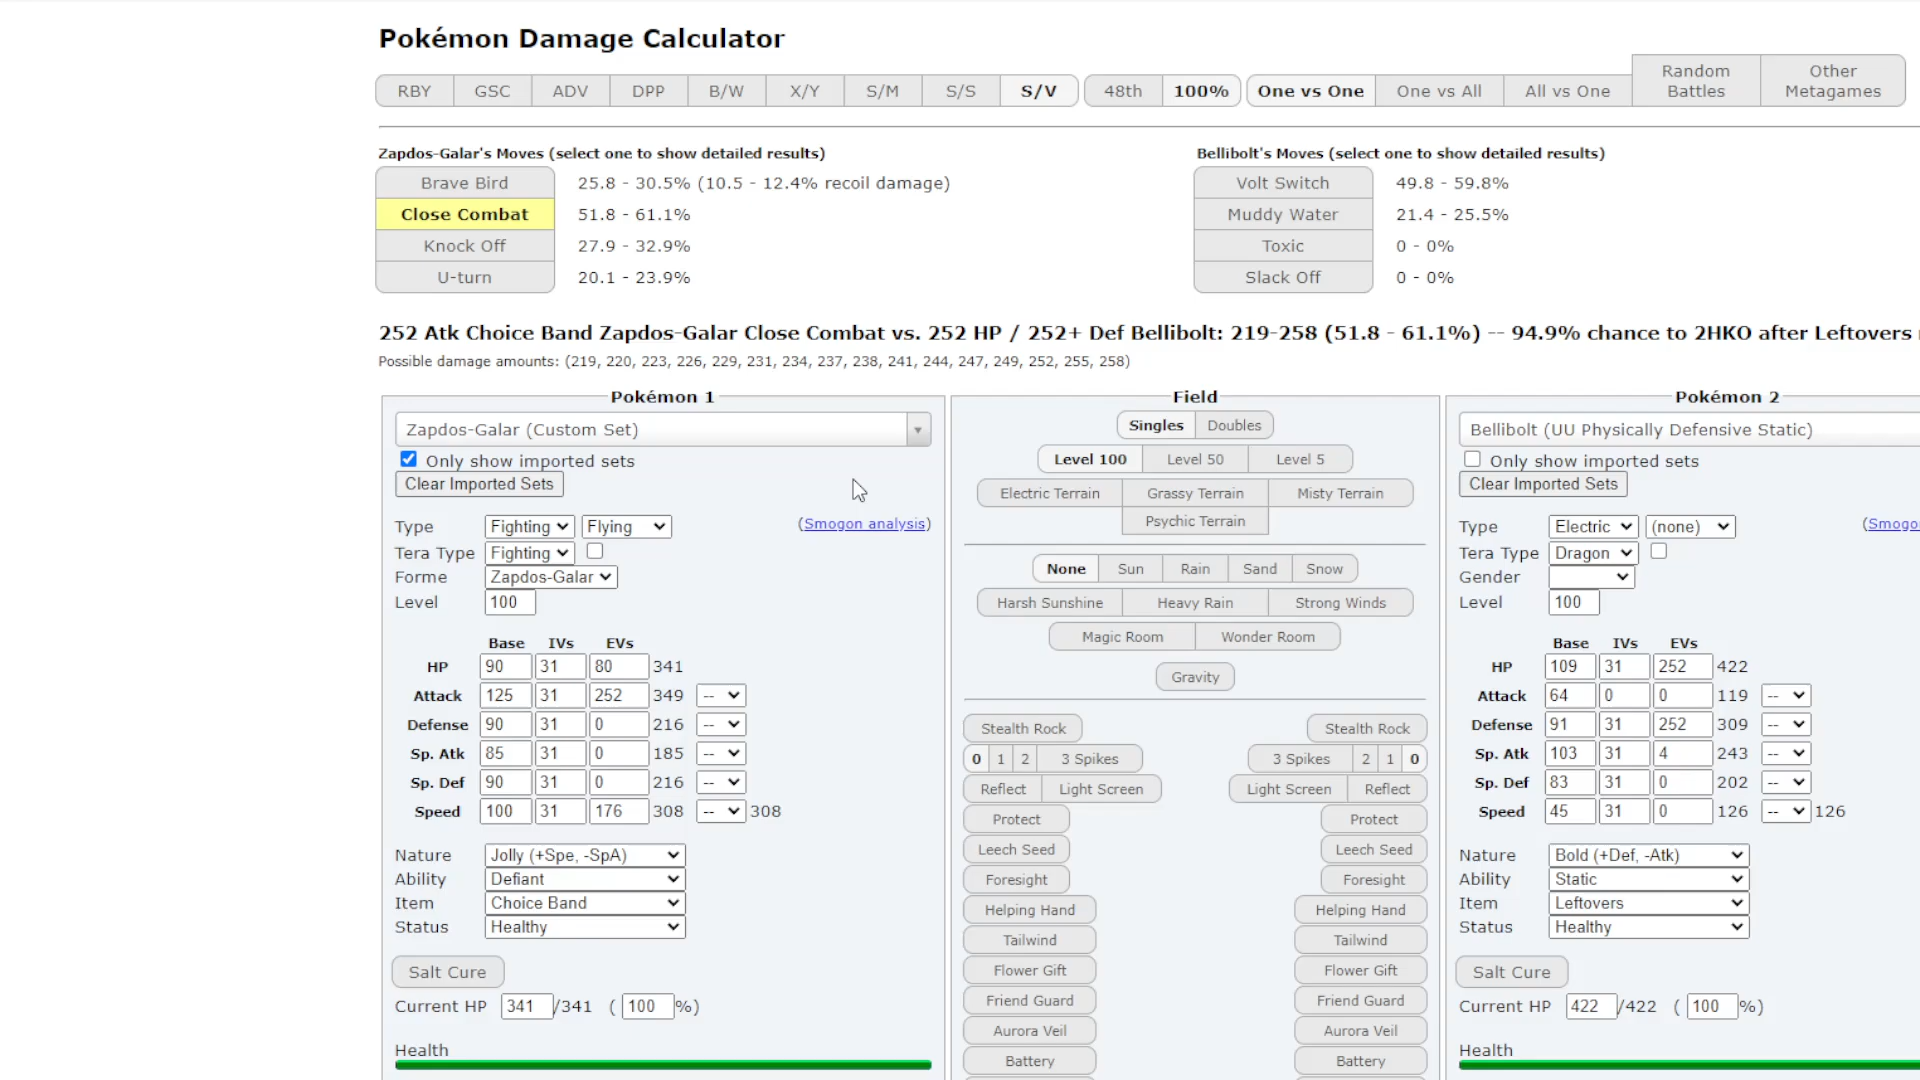 Pokémon Damage Calculator
RBY GSC ADV DPP B/W X/Y S/M S/S S/V 48th 100% One vs One One vs All All vs One Random Battles Other Metagames
Zapdos-Galar's Moves (select one to show detailed results)
Brave Bird 25.8 - 30.5% (10.5 - 12.4% recoil damage)
Close Combat 51.8 - 61.1%
Knock Off 27.9 - 32.9%
U-turn 20.1 - 23.9%
Bellibolt's Moves (select one to show detailed results)
Volt Switch 49.8 - 59.8%
Muddy Water 21.4 - 25.5%
Toxic 0 - 0%
Slack Off 0 - 0%
252 Atk Choice Band Zapdos-Galar Close Combat vs. 252 HP / 252+ Def Bellibolt: 219-258 (51.8 - 61.1%) -- 94.9% chance to 2HKO after Leftovers
Possible damage amounts: (219, 220, 223, 226, 229, 231, 234, 237, 238, 241, 244, 247, 249, 252, 255, 258)
Pokémon 1
Zapdos-Galar (Custom Set)
Only show imported sets
Clear Imported Sets
Type Fighting Flying (Smogon analysis)
Tera Type Fighting
Forme Zapdos-Galar
Level 100
Base IVs EVs
HP 90 31 80 341
Attack 125 31 252 349 --
Defense 90 31 0 216 --
Sp. Atk 85 31 0 185 --
Sp. Def 90 31 0 216 --
Speed 100 31 176 308 -- 308
Nature Jolly (+Spe, -SpA)
Ability Defiant
Item Choice Band
Status Healthy
Salt Cure
Current HP 341/341 ( 100 %)
Health
Field
Singles Doubles
Level 100 Level 50 Level 5
Electric Terrain Grassy Terrain Misty Terrain
Psychic Terrain
None Sun Rain Sand Snow
Harsh Sunshine Heavy Rain Strong Winds
Magic Room Wonder Room
Gravity
Stealth Rock Stealth Rock
0 1 2 3 Spikes 3 Spikes 2 1 0
Reflect Light Screen Light Screen Reflect
Protect Protect
Leech Seed Leech Seed
Foresight Foresight
Helping Hand Helping Hand
Tailwind Tailwind
Flower Gift Flower Gift
Friend Guard Friend Guard
Aurora Veil Aurora Veil
Battery Battery
Pokémon 2
Bellibolt (UU Physically Defensive Static)
Only show imported sets
Clear Imported Sets
Type Electric (none) (Smogo
Tera Type Dragon
Gender
Level 100
Base IVs EVs
HP 109 31 252 422
Attack 64 0 0 119 --
Defense 91 31 252 309 --
Sp. Atk 103 31 4 243 --
Sp. Def 83 31 0 202 --
Speed 45 31 0 126 -- 126
Nature Bold (+Def, -Atk)
Ability Static
Item Leftovers
Status Healthy
Salt Cure
Current HP 422/422 ( 100 %)
Health